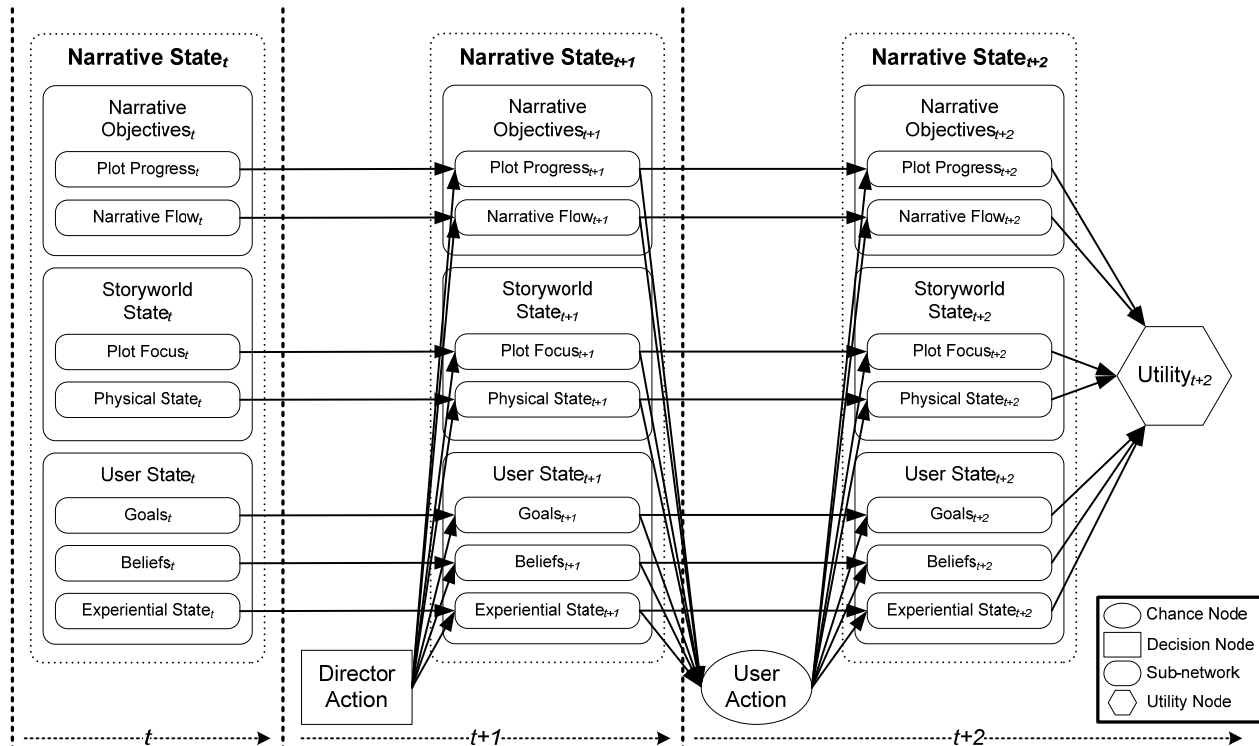 Narrative Stateₜ
Narrative
Objectivesₜ
Plot Progressₜ
Narrative Flowₜ
Storyworld
Stateₜ
Plot Focusₜ
Physical Stateₜ
User Stateₜ
Goalsₜ
Beliefsₜ
Experiential Stateₜ
Director
Action
Narrative Stateₜ₊₁
Narrative
Objectivesₜ₊₁
Plot Progressₜ₊₁
Narrative Flowₜ₊₁
Storyworld
Stateₜ₊₁
Plot Focusₜ₊₁
Physical Stateₜ₊₁
User Stateₜ₊₁
Goalsₜ₊₁
Beliefsₜ₊₁
Experiential Stateₜ₊₁
User
Action
Narrative Stateₜ₊₂
Narrative
Objectivesₜ₊₂
Plot Progressₜ₊₂
Narrative Flowₜ₊₂
Storyworld
Stateₜ₊₂
Plot Focusₜ₊₂
Physical Stateₜ₊₂
User Stateₜ₊₂
Goalsₜ₊₂
Beliefsₜ₊₂
Experiential Stateₜ₊₂
Utilityₜ₊₂
Chance Node
Decision Node
Sub-network
Utility Node
t
t+1
t+2